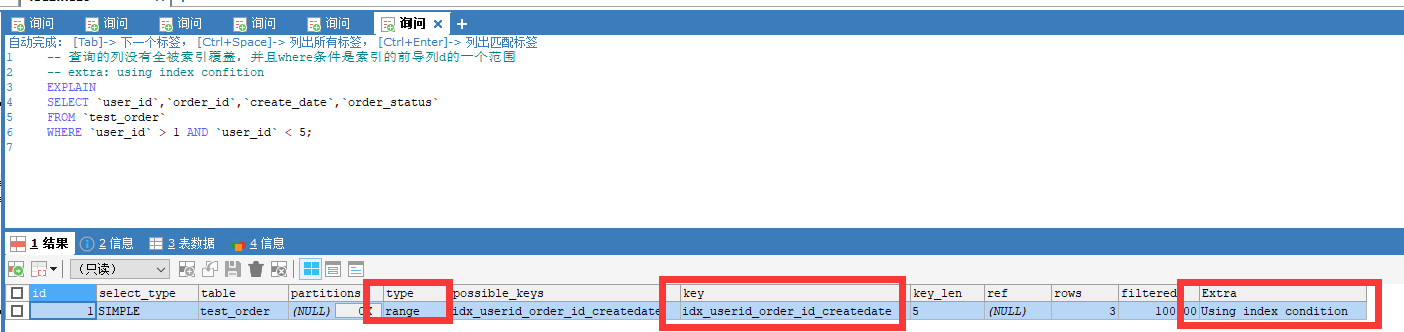 询问 询问 询问 询问 询问 询问
自动完成： [Tab]-> 下一个标签， [Ctrl+Space]-> 列出所有标签， [Ctrl+Enter]-> 列出匹配标签
1 -- 查询的列没有全被索引覆盖，并且where条件是索引的前导列d的一个范围
2 -- extra: using index confition
3 EXPLAIN
4 SELECT `user_id`,`order_id`,`create_date`,`order_status`
5 FROM `test_order`
6 WHERE `user_id` > 1 AND `user_id` < 5;
7
1 结果 2 信息 3 表数据 4 信息
（只读）
id select_type table partitions type possible_keys key key_len ref rows filtered Extra
1 SIMPLE test_order (NULL) 0K range idx_userid_order_id_createdate idx_userid_order_id_createdate 5 (NULL) 3 100.00 Using index condition